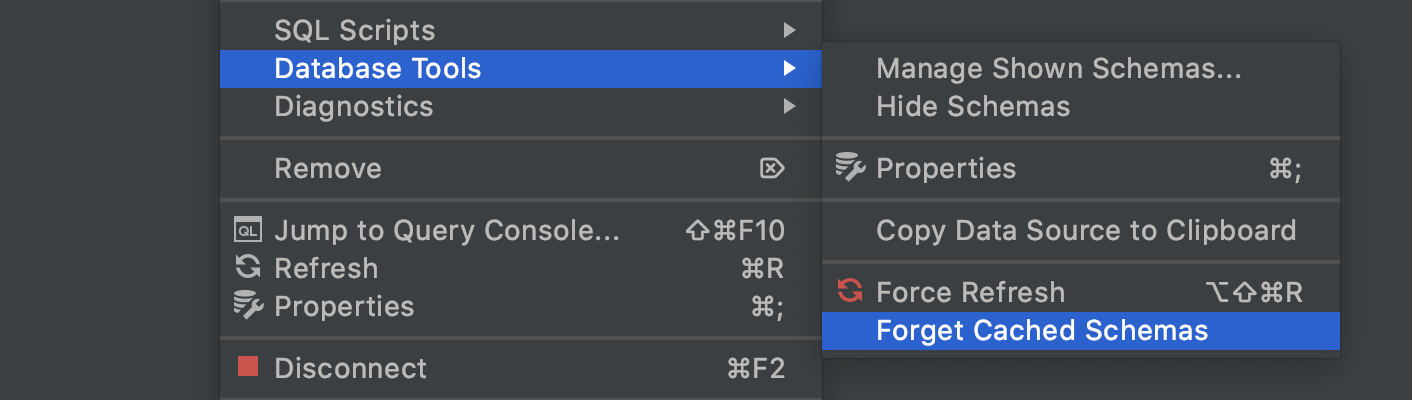 SQL Scripts
Database Tools
Diagnostics
Remove
QL Jump to Query Console... ⇧⌘F10
Refresh ⌘R
Properties ⌘;
Disconnect ⌘F2
Manage Shown Schemas...
Hide Schemas
Properties ⌘;
Copy Data Source to Clipboard
Force Refresh ⌥⇧⌘R
Forget Cached Schemas